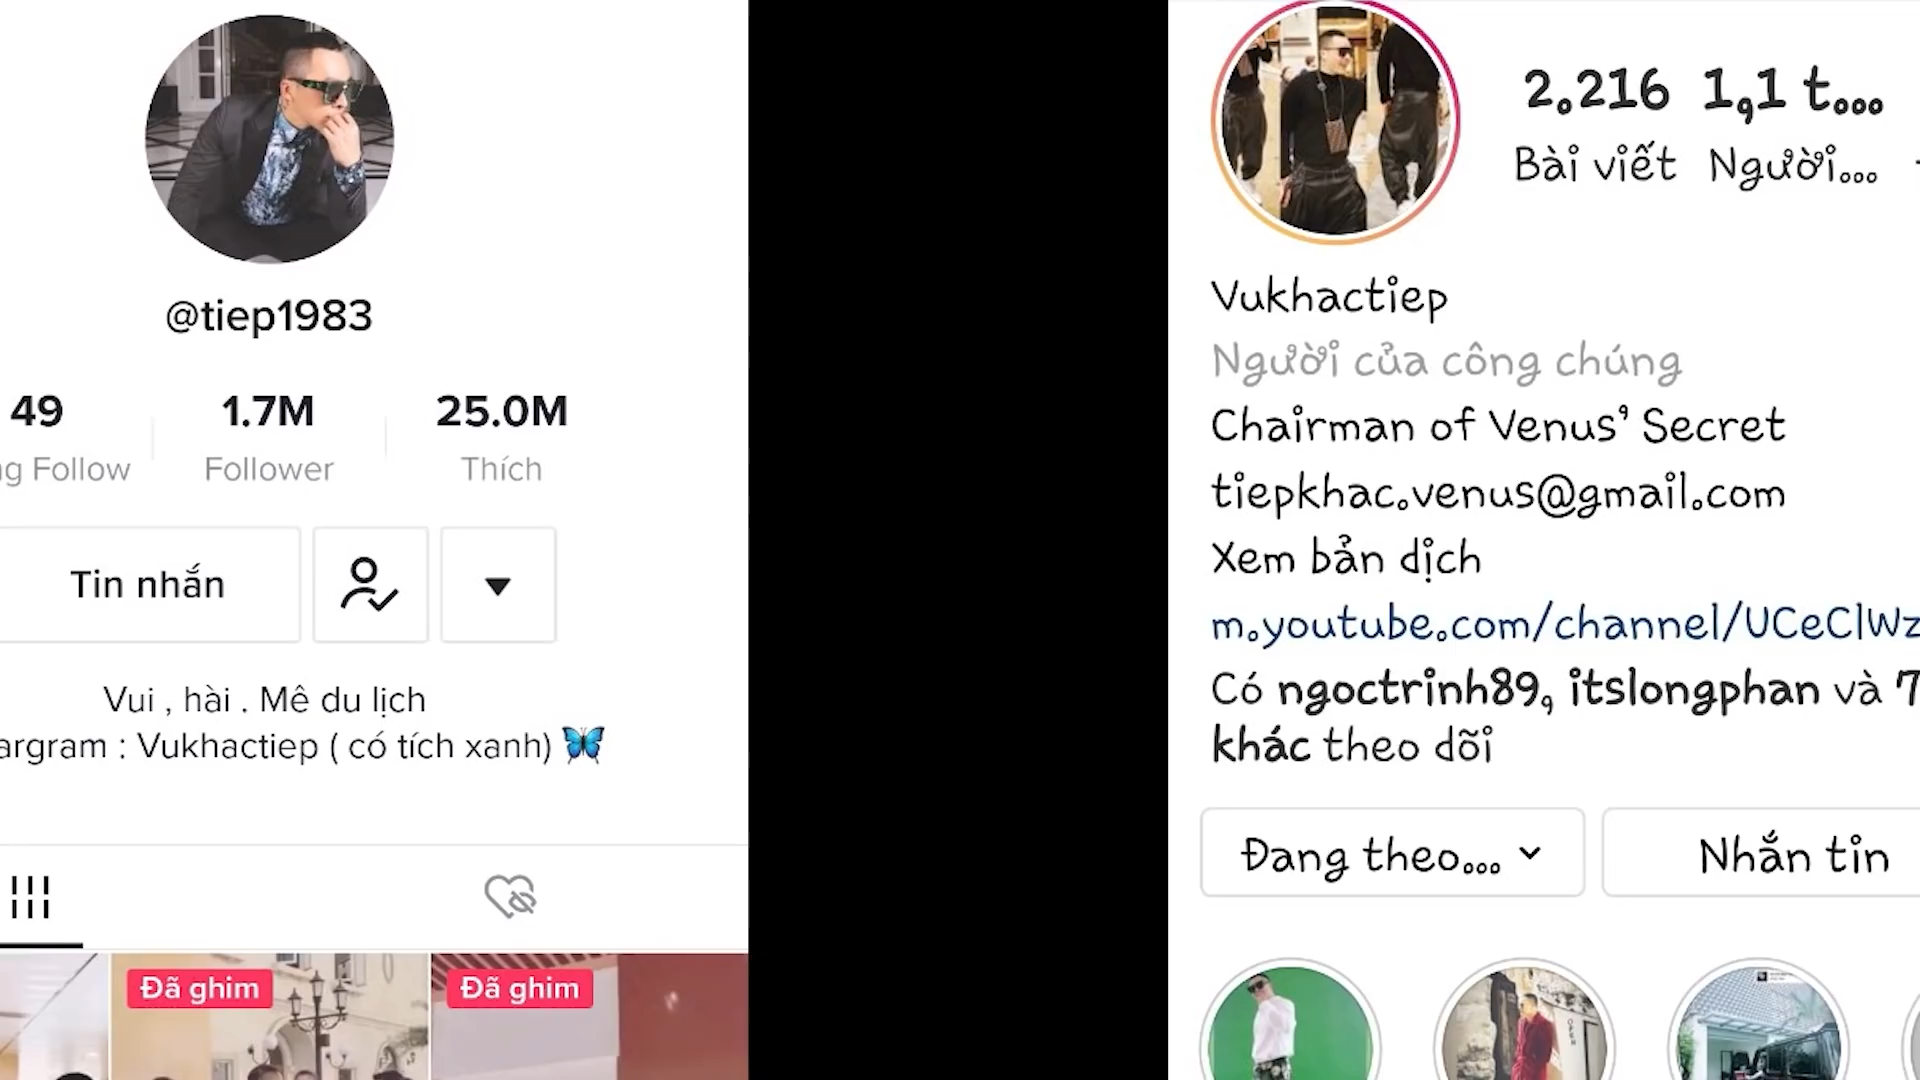 @tiep1983
49
1.7M
25.0M
Follow
Follower
Thích
Tin nhắn
Vui , hài . Mê du lịch
: Vukhactiep ( có tích xanh)
Đã ghim
Đã ghim
2.216
1,1 t...
Bài viết
Người...
Vukhactiep
Người của công chúng
Chairman of Venus' Secret
tiepkhac.venus@gmail.com
Xem bản dịch
m.youtube.com/channel/UCeClWz
Có ngoctrinh89, itslongphan và 7
khác theo dõi
Đang theo...
Nhắn tin